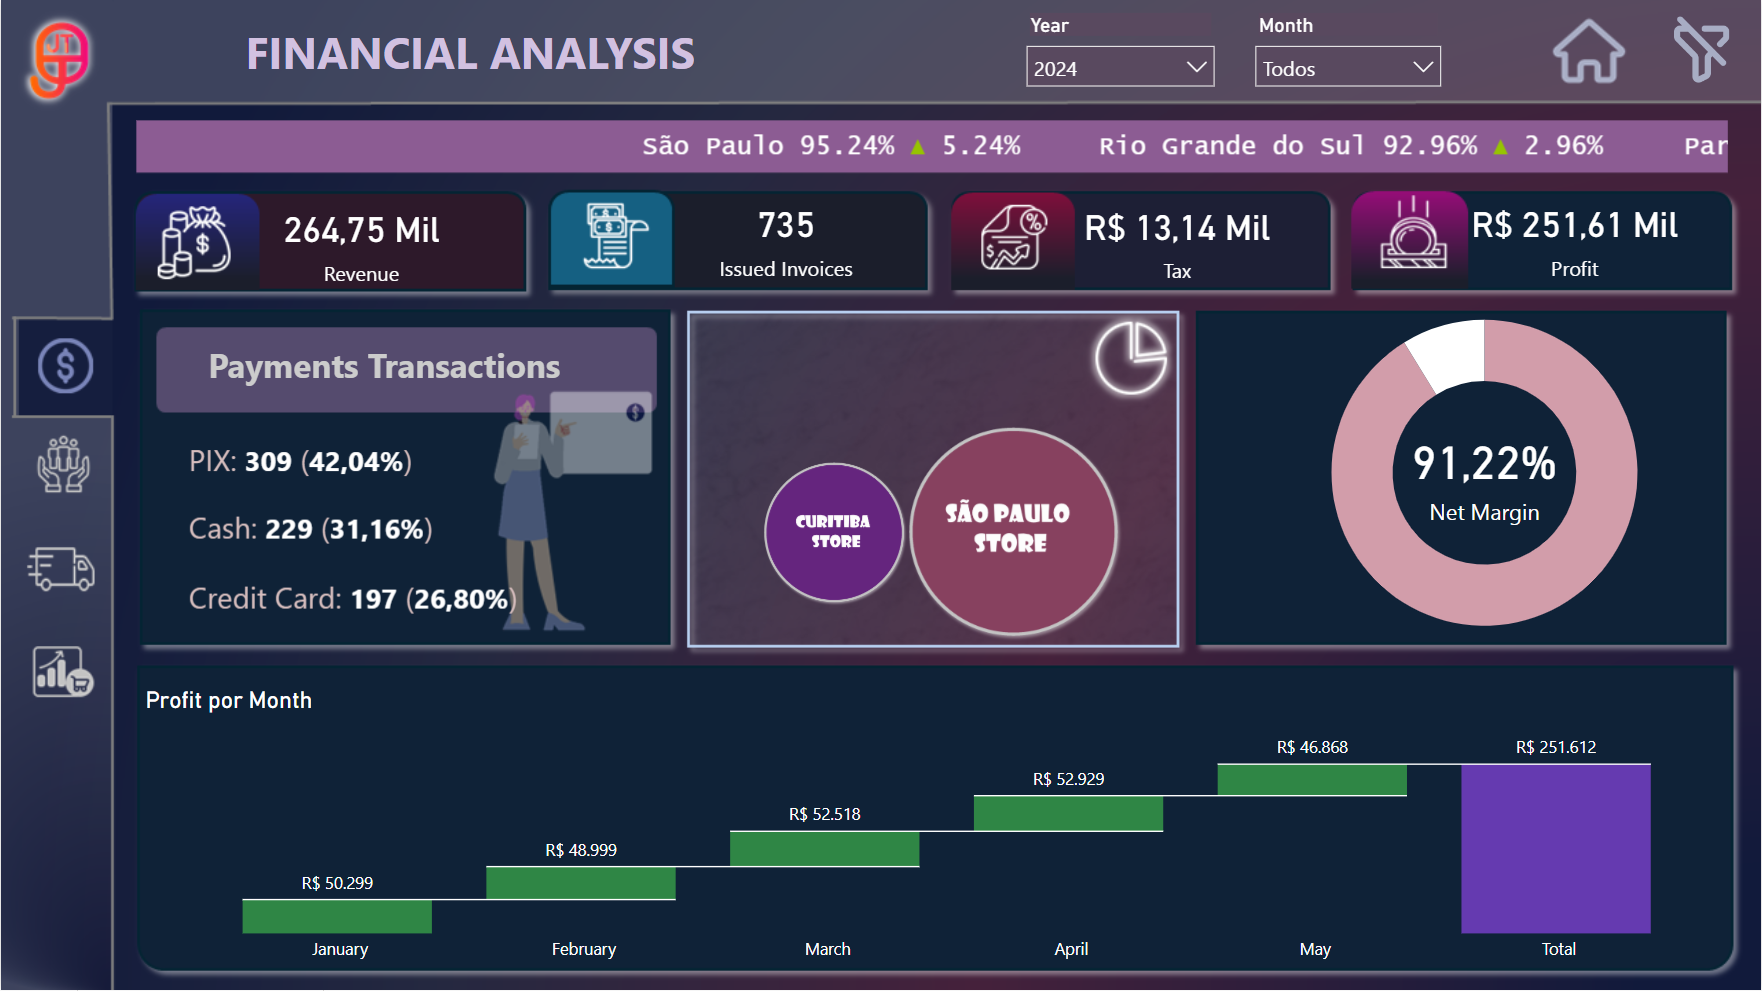 JT
FINANCIAL ANALYSIS
Year
Month
2024
Todos
São Paulo 95.24% ▲ 5.24% Rio Grande do Sul 92.96% ▲ 2.96% Par
264,75 Mil
Revenue
735
Issued Invoices
R$ 13,14 Mil
Tax
R$ 251,61 Mil
Profit
Payments Transactions
PIX: 309 (42,04%)
Cash: 229 (31,16%)
Credit Card: 197 (26,80%)
CURITIBA
STORE
SÃO PAULO
STORE
91,22%
Net Margin
Profit por Month
R$ 50.299
R$ 48.999
R$ 52.518
R$ 52.929
R$ 46.868
R$ 251.612
January
February
March
April
May
Total